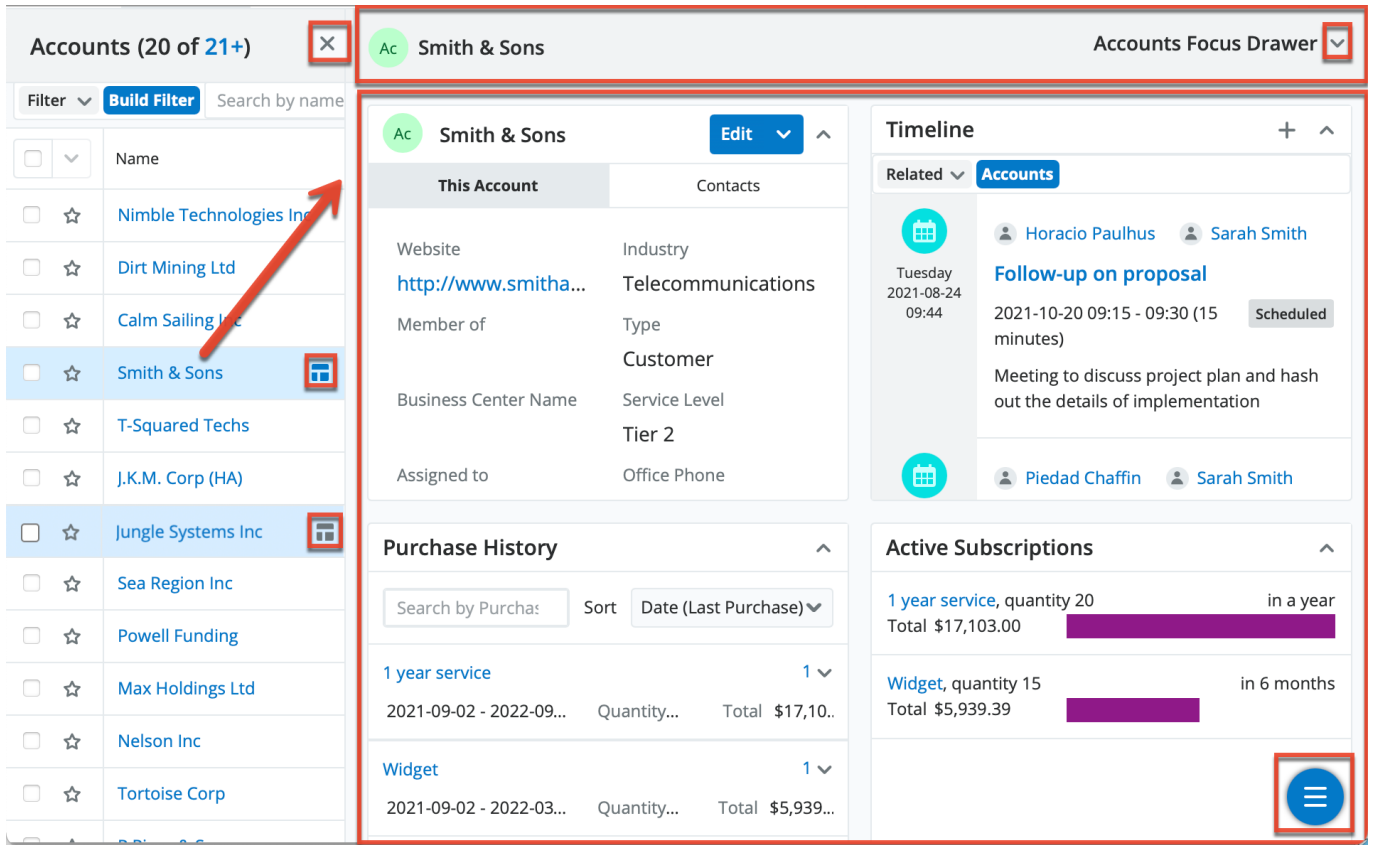 Accounts (20 of 21+)
Ac Smith & Sons
Accounts Focus Drawer
Filter Build Filter Search by name
Name
Nimble Technologies Inc
Dirt Mining Ltd
Calm Sailing Inc
Smith & Sons
T-Squared Techs
J.K.M. Corp (HA)
Jungle Systems Inc
Sea Region Inc
Powell Funding
Max Holdings Ltd
Nelson Inc
Tortoise Corp
Ac Smith & Sons Edit
This Account Contacts
Website Industry
http://www.smitha... Telecommunications
Member of Type
Customer
Business Center Name Service Level
Tier 2
Assigned to Office Phone
Timeline
Related Accounts
Horacio Paulhus Sarah Smith
Tuesday
2021-08-24
09:44
Follow-up on proposal
2021-10-20 09:15 - 09:30 (15
minutes)
Scheduled
Meeting to discuss project plan and hash
out the details of implementation
Piedad Chaffin Sarah Smith
Purchase History
Search by Purchas Sort Date (Last Purchase)
1 year service 1
2021-09-02 - 2022-09... Quantity... Total $17,10..
Widget 1
2021-09-02 - 2022-03... Quantity... Total $5,939...
Active Subscriptions
1 year service, quantity 20 in a year
Total $17,103.00
Widget, quantity 15 in 6 months
Total $5,939.39